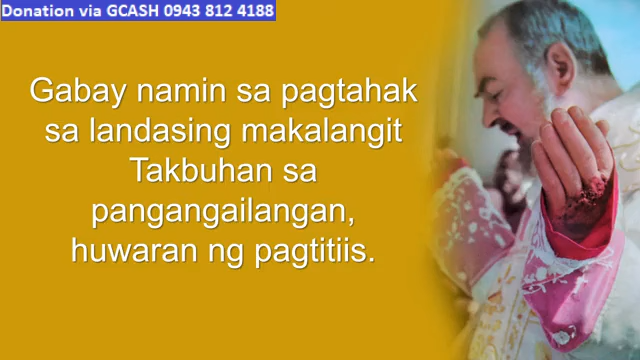 Donation via GCASH 0943 812 4188
Gabay namin sa pagtahak
sa landasing makalangit
Takbuhan sa
pangangailangan,
huwaran ng pagtitiis.